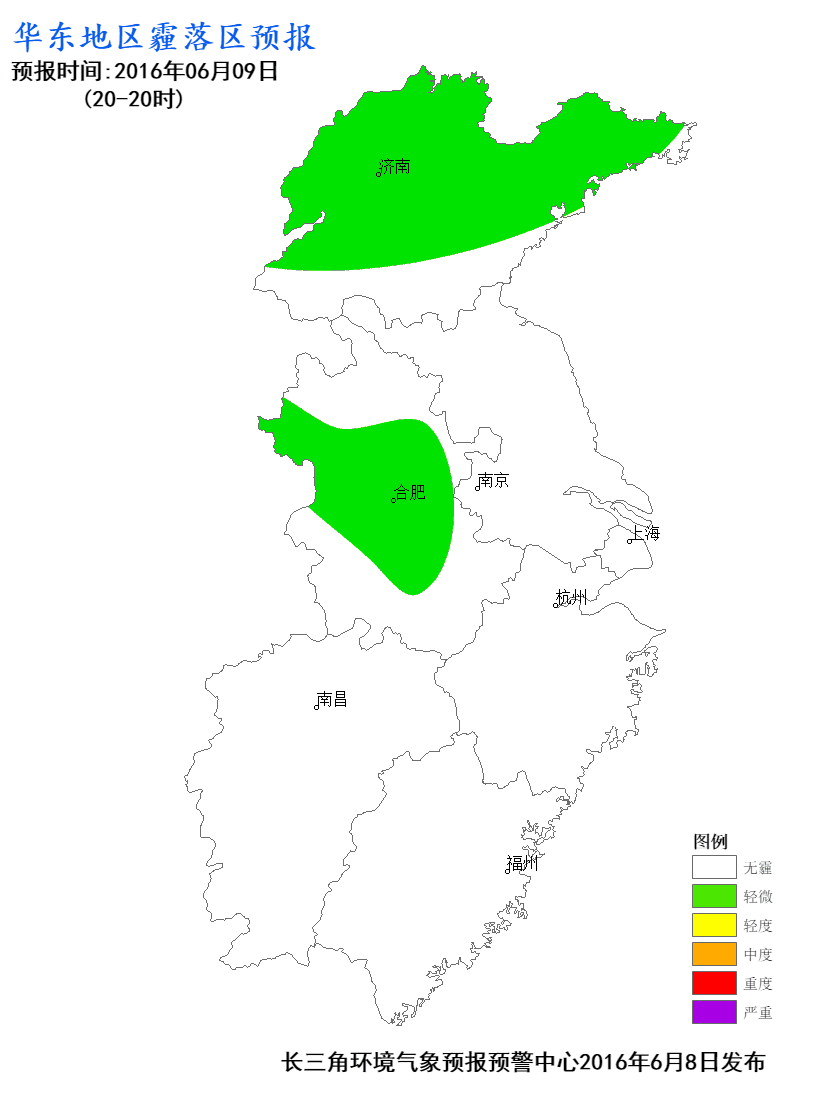 华东地区霾落区预报
预报时间:2016年06月09日
(20-20时)
济南
合肥
南京
上海
杭州
南昌
福州
图例
无霾
轻微
轻度
中度
重度
严重
长三角环境气象预报预警中心2016年6月8日发布